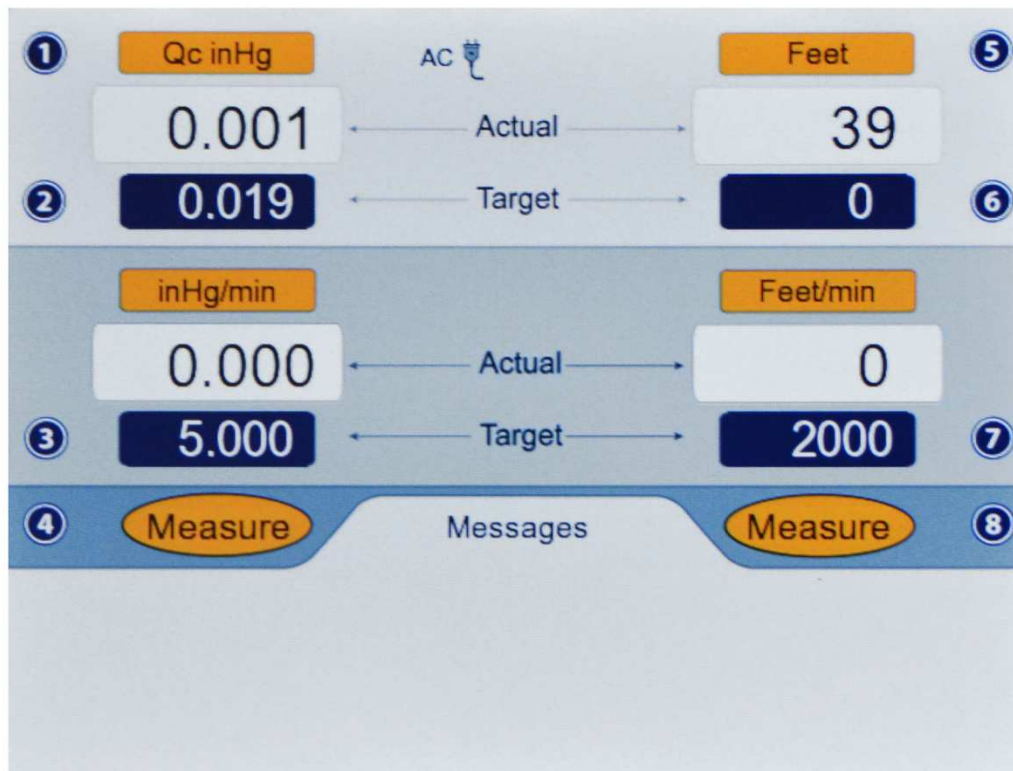 1 Qc inHg AC Feet 5
0.001 Actual 39
2 0.019 Target 0 6
inHg/min Feet/min
0.000 Actual 0
3 5.000 Target 2000 7
4 Measure Messages Measure 8